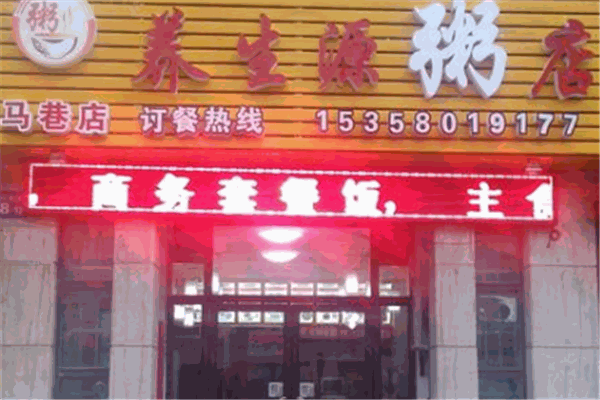 粥
养生源粥店
马巷店 订餐热线 15358019177
，商务套餐饭，主食